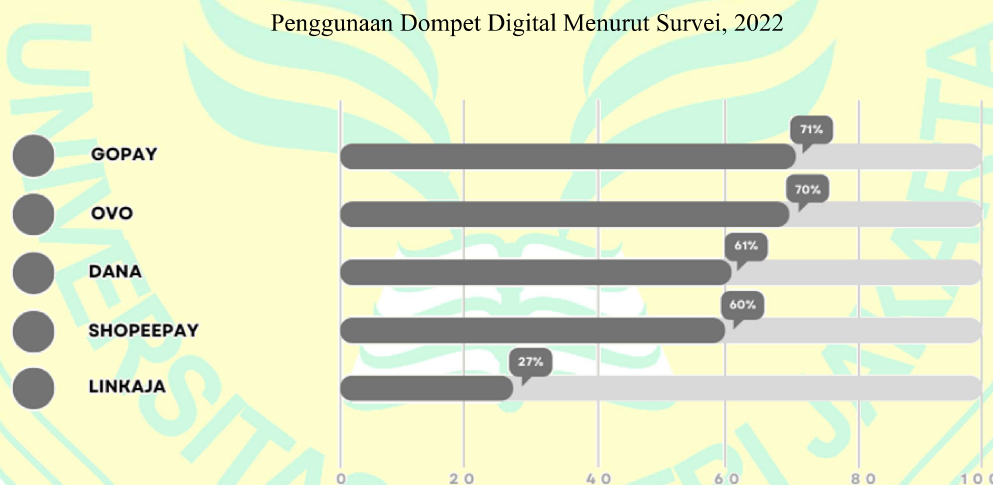 Penggunaan Dompet Digital Menurut Survei, 2022
GOPAY 71%
OVO 70%
DANA 61%
SHOPEEPAY 60%
LINKAJA 27%
0 20 40 60 80 100
UNIVERSITAS